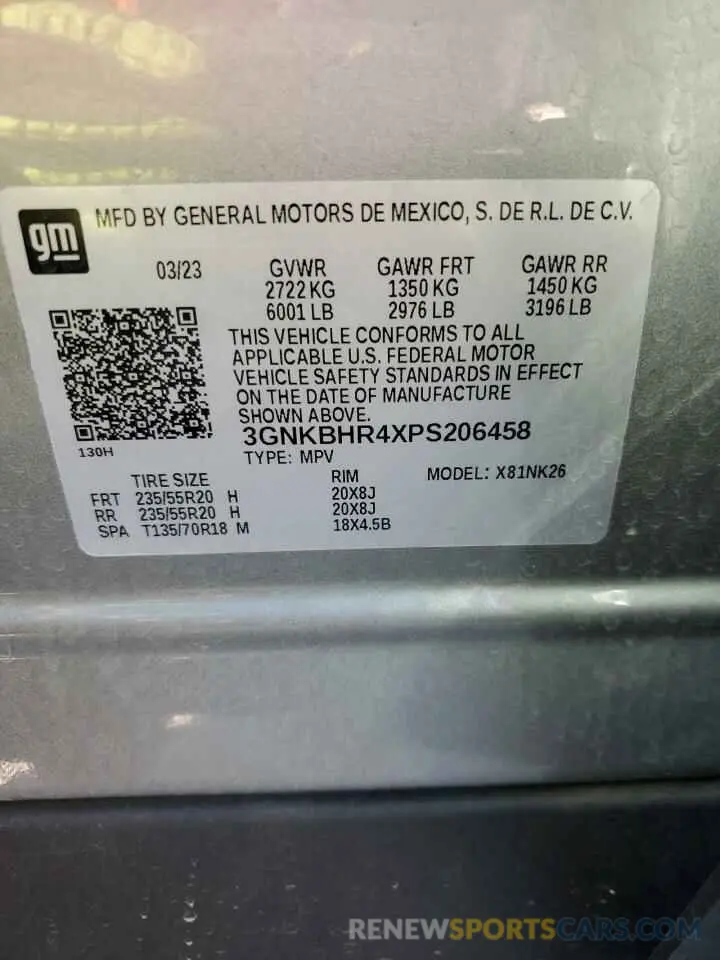 gm MFD BY GENERAL MOTORS DE MEXICO, S. DE R.L. DE C.V.
03/23 GVWR GAWR FRT GAWR RR
2722 KG 1350 KG 1450 KG
6001 LB 2976 LB 3196 LB
THIS VEHICLE CONFORMS TO ALL
APPLICABLE U.S. FEDERAL MOTOR
VEHICLE SAFETY STANDARDS IN EFFECT
ON THE DATE OF MANUFACTURE
SHOWN ABOVE.
3GNKBHR4XPS206458
130H
TYPE: MPV
TIRE SIZE RIM MODEL: X81NK26
FRT 235/55R20 H 20X8J
RR 235/55R20 H 20X8J
SPA T135/70R18 M 18X4.5B
RENEWSPORTSCARS.COM